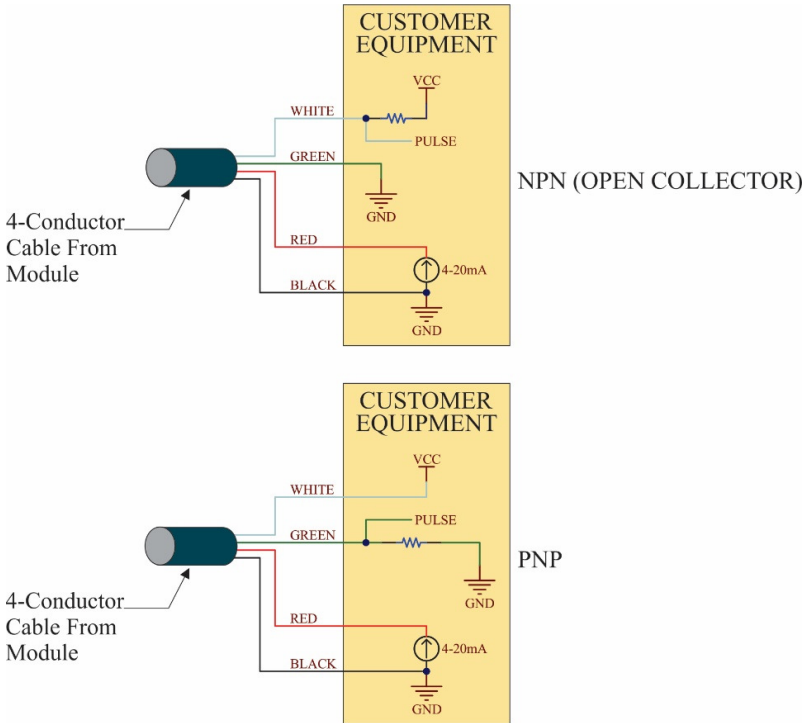 CUSTOMER
EQUIPMENT
VCC
WHITE
PULSE
GREEN
NPN (OPEN COLLECTOR)
GND
4-Conductor
Cable From
Module
RED
4-20mA
BLACK
GND
CUSTOMER
EQUIPMENT
VCC
WHITE
PULSE
GREEN
PNP
GND
4-Conductor
Cable From
Module
RED
4-20mA
BLACK
GND